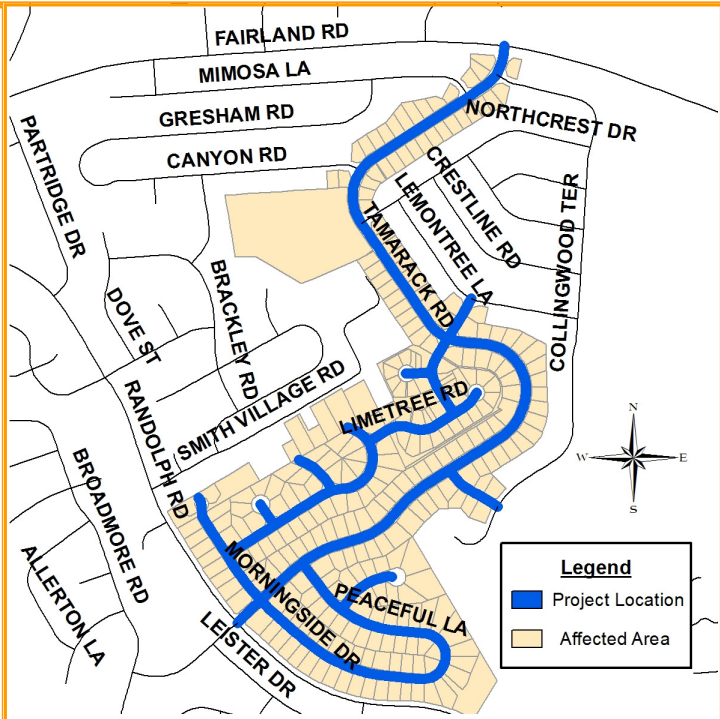 FAIRLAND RD
MIMOSA LA
GRESHAM RD
NORTHCREST DR
PARTRIDGE DR
CANYON RD
CRESTLINE RD
LEMONTREE LA
COLLINGWOOD TER
TAMARACK RD
BRACKLEY RD
DOVE ST
SMITH VILLAGE RD
LIMETREE RD
RANDOLPH RD
N
W
E
S
BROADMORE RD
ALLERTON LA
MORNINGSIDE DR
PEACEFUL LA
LEISTER DR
Legend
Project Location
Affected Area